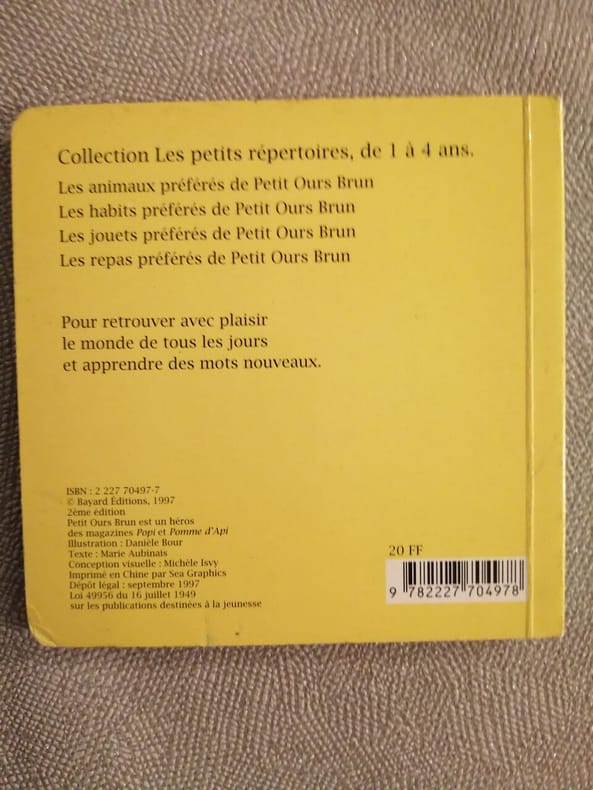 Collection Les petits répertoires, de 1 à 4 ans.
Les animaux préférés de Petit Ours Brun
Les habits préférés de Petit Ours Brun
Les jouets préférés de Petit Ours Brun
Les repas préférés de Petit Ours Brun
Pour retrouver avec plaisir
le monde de tous les jours
et apprendre des mots nouveaux.
ISBN : 2 227 70497-7
© Bayard Éditions, 1997
2ème édition
Petit Ours Brun est un héros
des magazines Popi et Pomme d'Api
Illustration : Danièle Bour
Texte : Marie Aubinais
Conception visuelle : Michèle Isvy
Imprimé en Chine par Sea Graphics
Dépôt légal : septembre 1997
Loi 49956 du 16 juillet 1949
sur les publications destinées à la jeunesse
20 FF
9 782227 704978